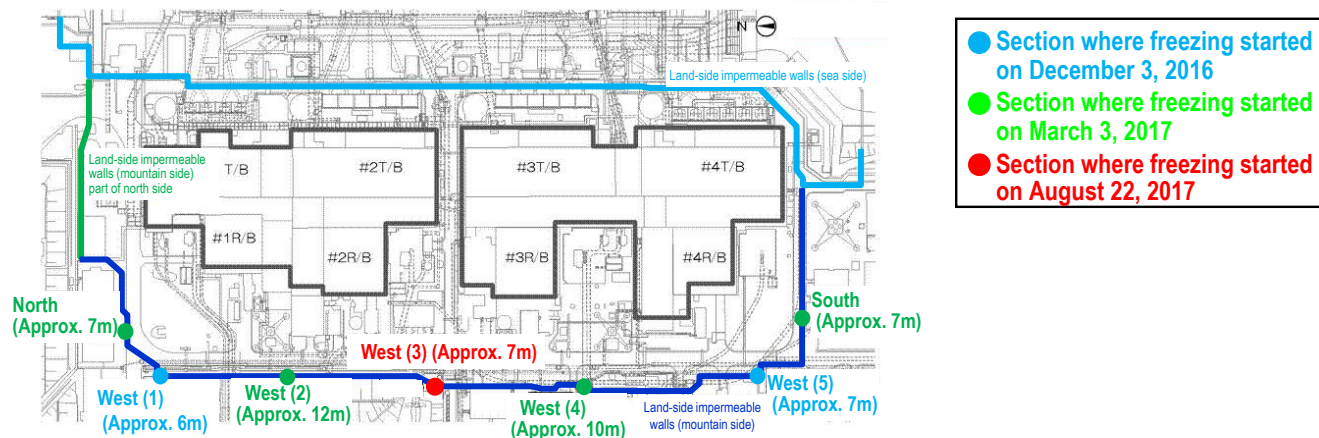 N
Land-side impermeable walls (sea side)
Land-side impermeable
walls (mountain side)
part of north side
T/B
#2T/B
#3T/B
#4T/B
#1R/B
#2R/B
#3R/B
#4R/B
North
(Approx. 7m)
South
(Approx. 7m)
West (3) (Approx. 7m)
West (1)
(Approx. 6m)
West (2)
(Approx. 12m)
West (4)
(Approx. 10m)
Land-side impermeable
walls (mountain side)
West (5)
(Approx. 7m)
Section where freezing started
on December 3, 2016
Section where freezing started
on March 3, 2017
Section where freezing started
on August 22, 2017